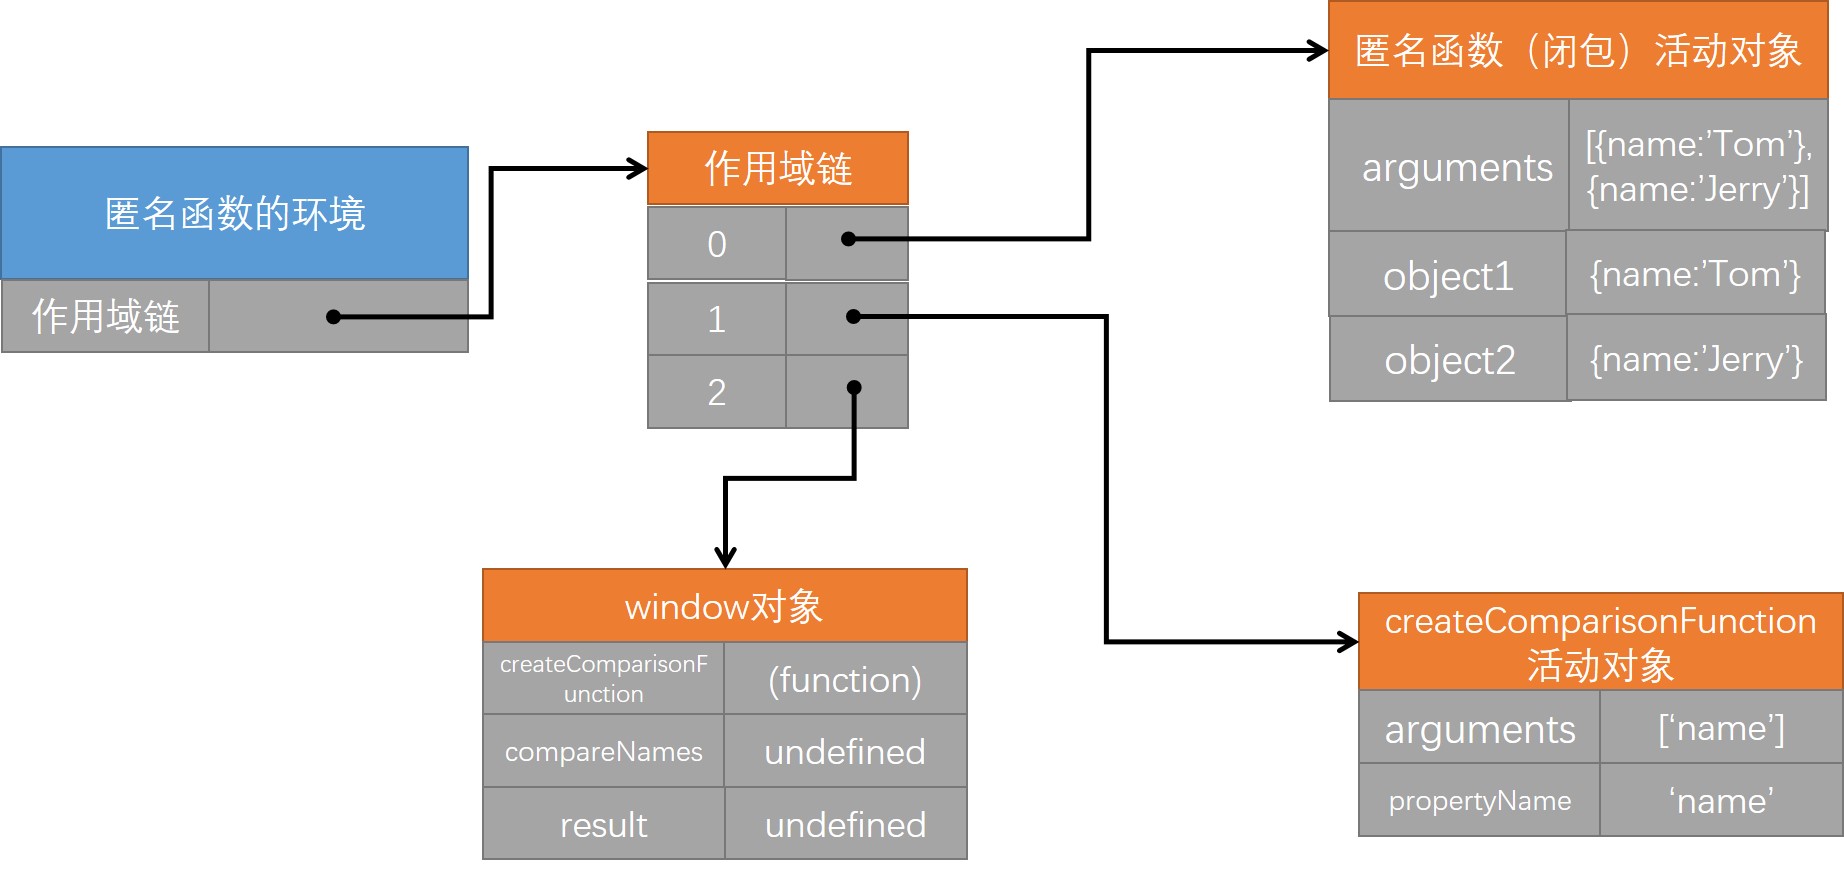 匿名函数的环境
作用域链
作用域链
0
1
2
匿名函数（闭包）活动对象
arguments
[{name:’Tom’},
{name:’Jerry’}]
object1
{name:’Tom’}
object2
{name:’Jerry’}
window对象
createComparisonF
unction
(function)
compareNames
undefined
result
undefined
createComparisonFunction
活动对象
arguments
[‘name’]
propertyName
‘name’